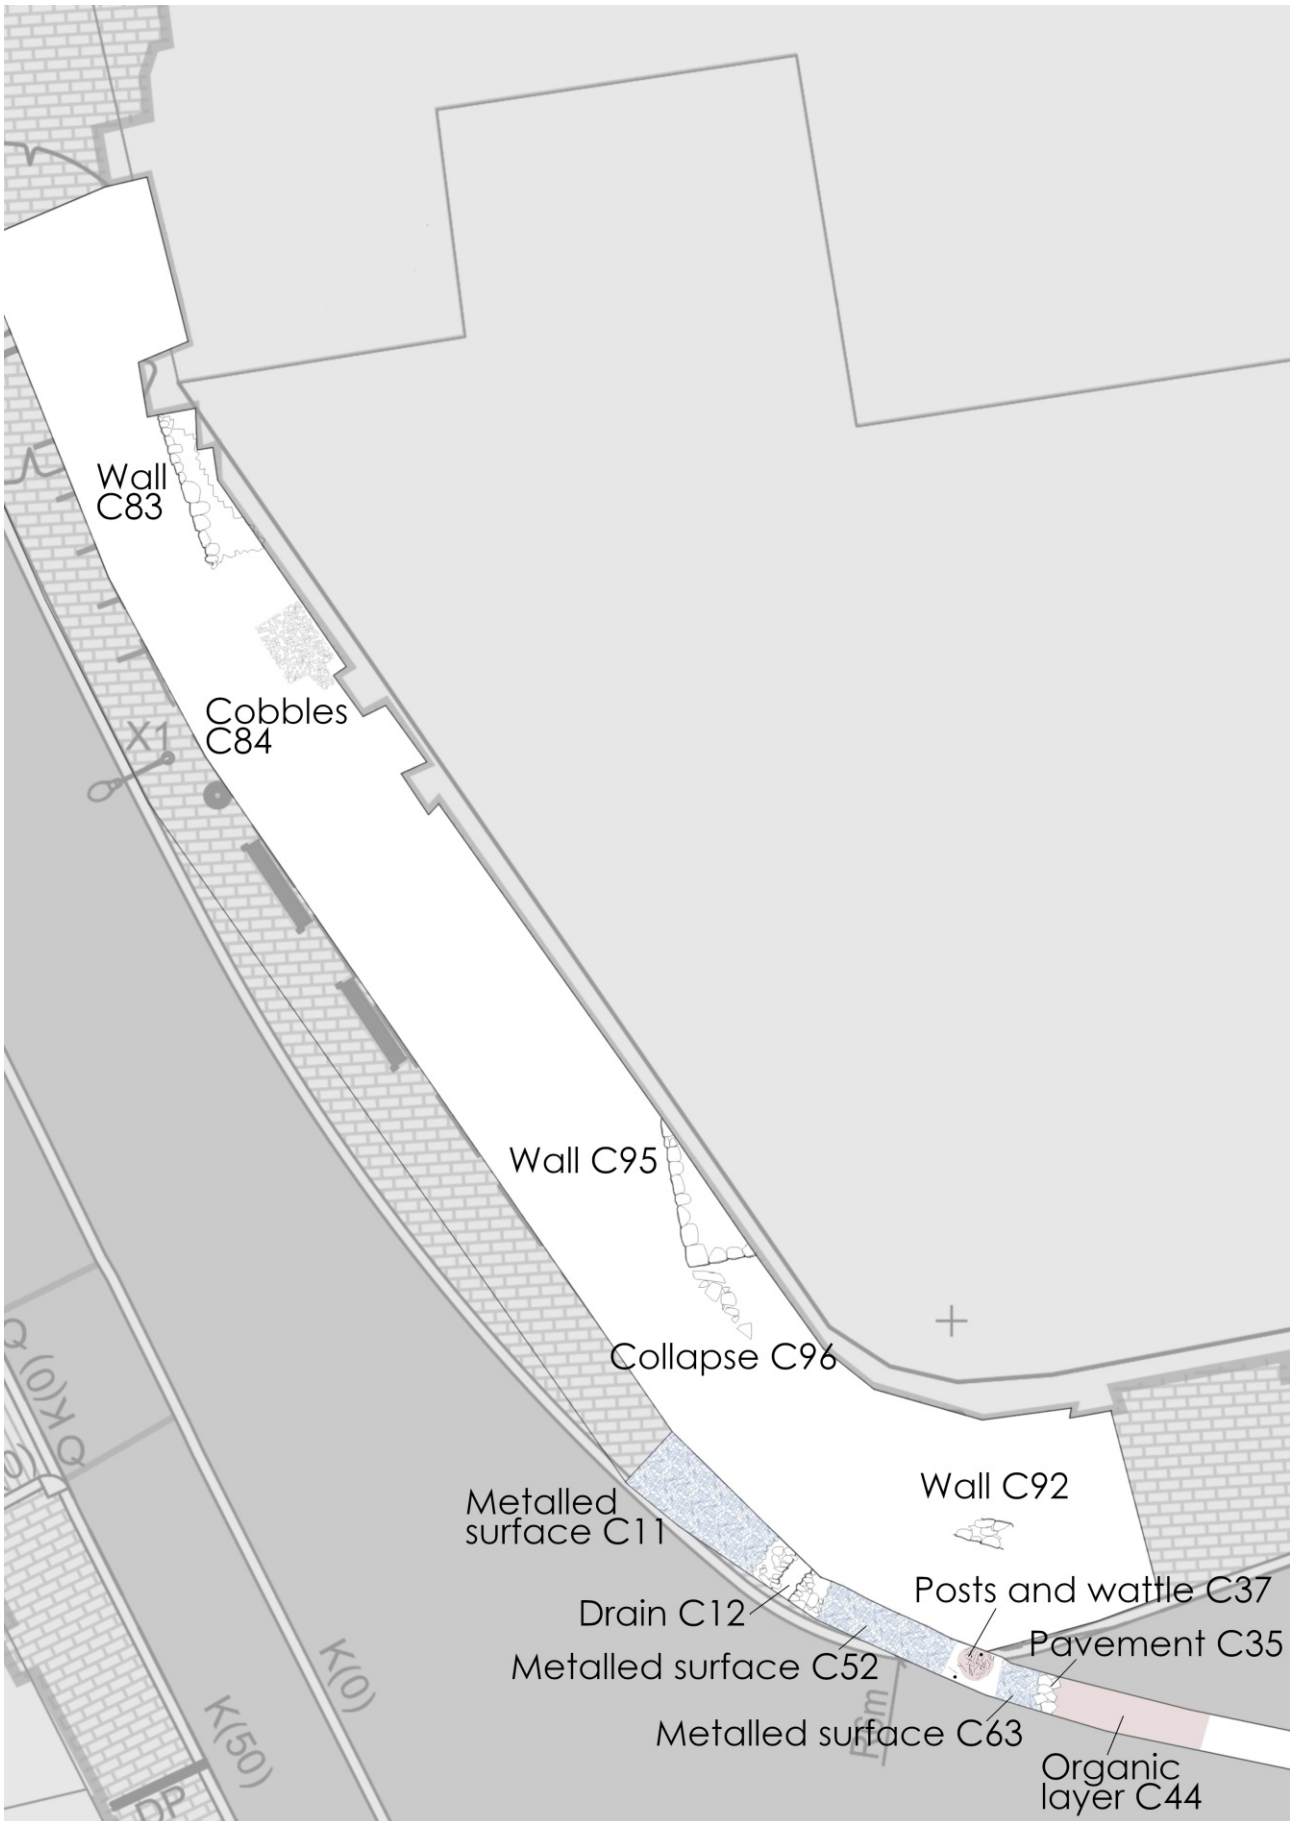 Wall
C83
Cobbles
C84
X1
Wall C95
Collapse C96
Q K(0) Q
Wall C92
Metalled
surface C11
Posts and wattle C37
Drain C12
Pavement C35
Metalled surface C52
K(0)
K(50)
R6m
Metalled surface C63
Organic
layer C44
DP